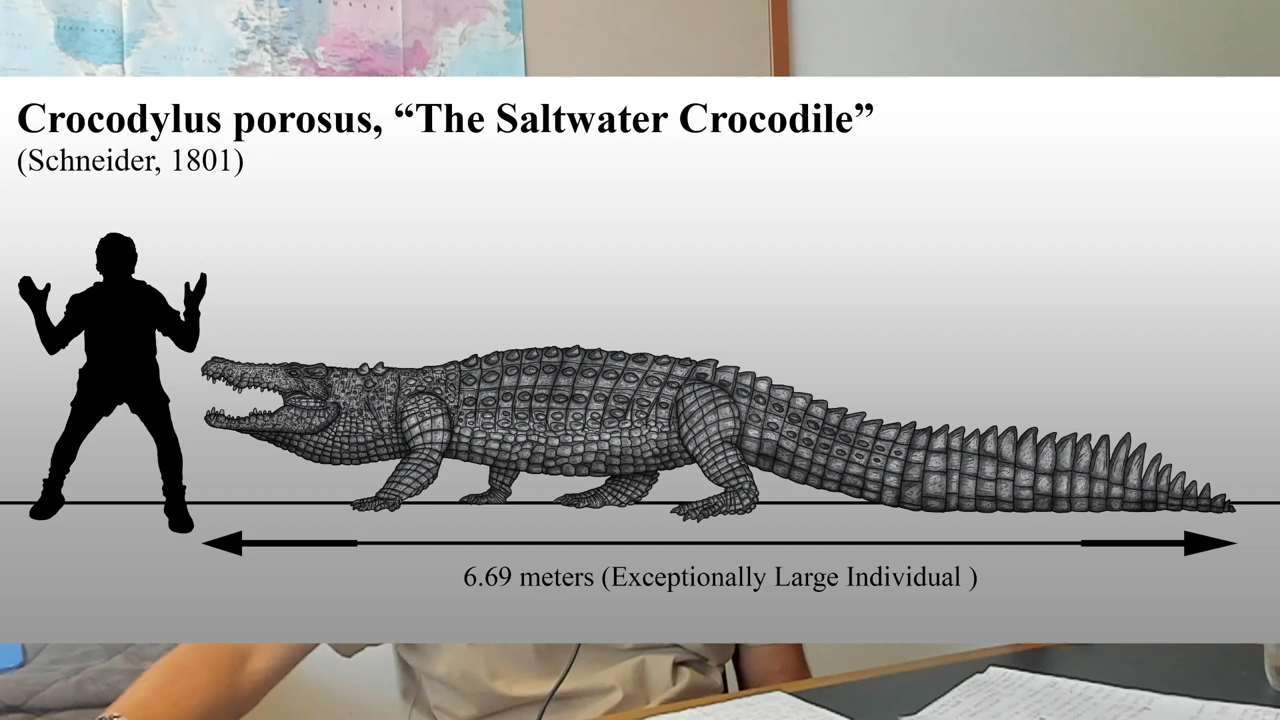 Crocodylus porosus, “The Saltwater Crocodile”
(Schneider, 1801)
6.69 meters (Exceptionally Large Individual )